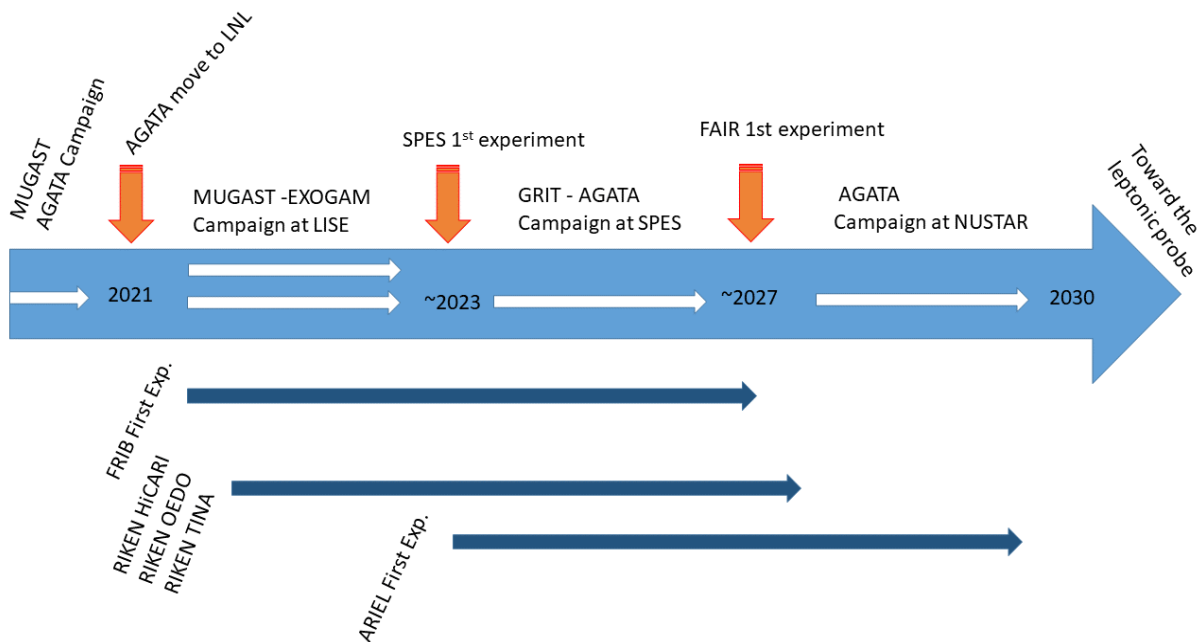 MUGAST
AGATA Campaign
AGATA move to LNL
SPES 1st experiment
FAIR 1st experiment
MUGAST -EXOGAM
Campaign at LISE
GRIT - AGATA
Campaign at SPES
AGATA
Campaign at NUSTAR
Toward the
leptonic probe
2021
~2023
~2027
2030
FRIB First Exp.
RIKEN HiCARI
RIKEN OEDO
RIKEN TINA
ARIEL First Exp.